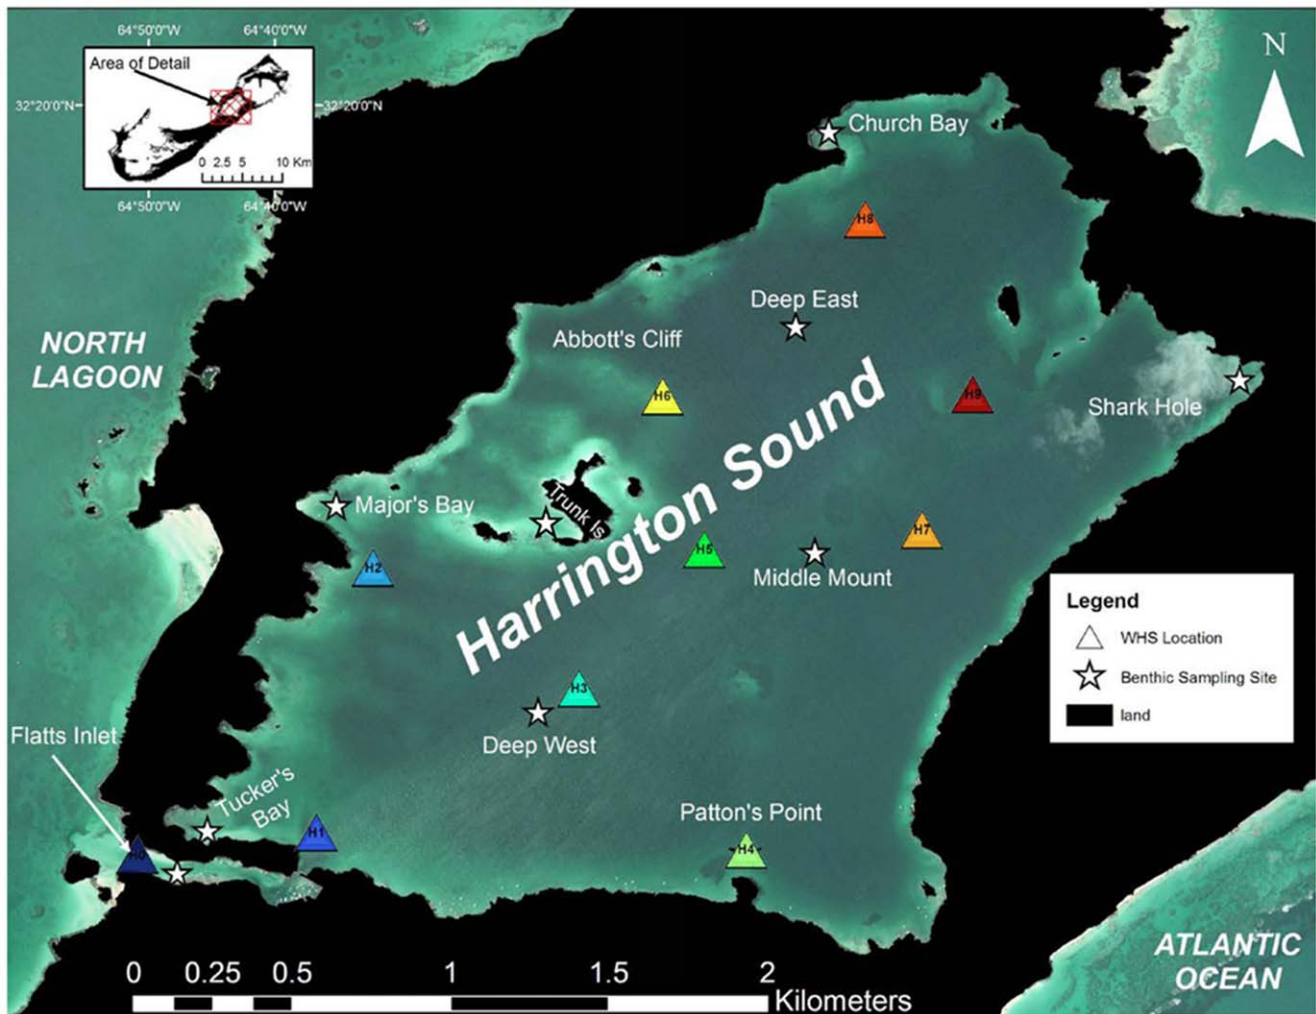 64°50'0"W
64°40'0"W
Area of Detail
32°20'0"N
32°20'0"N
0 2.5 5 10 Km
64°50'0"W
64°40'0"W
N
Church Bay
H8
Deep East
NORTH
LAGOON
Abbott's Cliff
H6
H9
Shark Hole
Harrington Sound
Major's Bay
Trunk Is
H2
H5
H7
Middle Mount
Legend
WHS Location
Benthic Sampling Site
land
H3
Deep West
Flatts Inlet
Tucker's
Bay
Patton's Point
H0
H1
H4
ATLANTIC
OCEAN
0 0.25 0.5 1 1.5 2
Kilometers